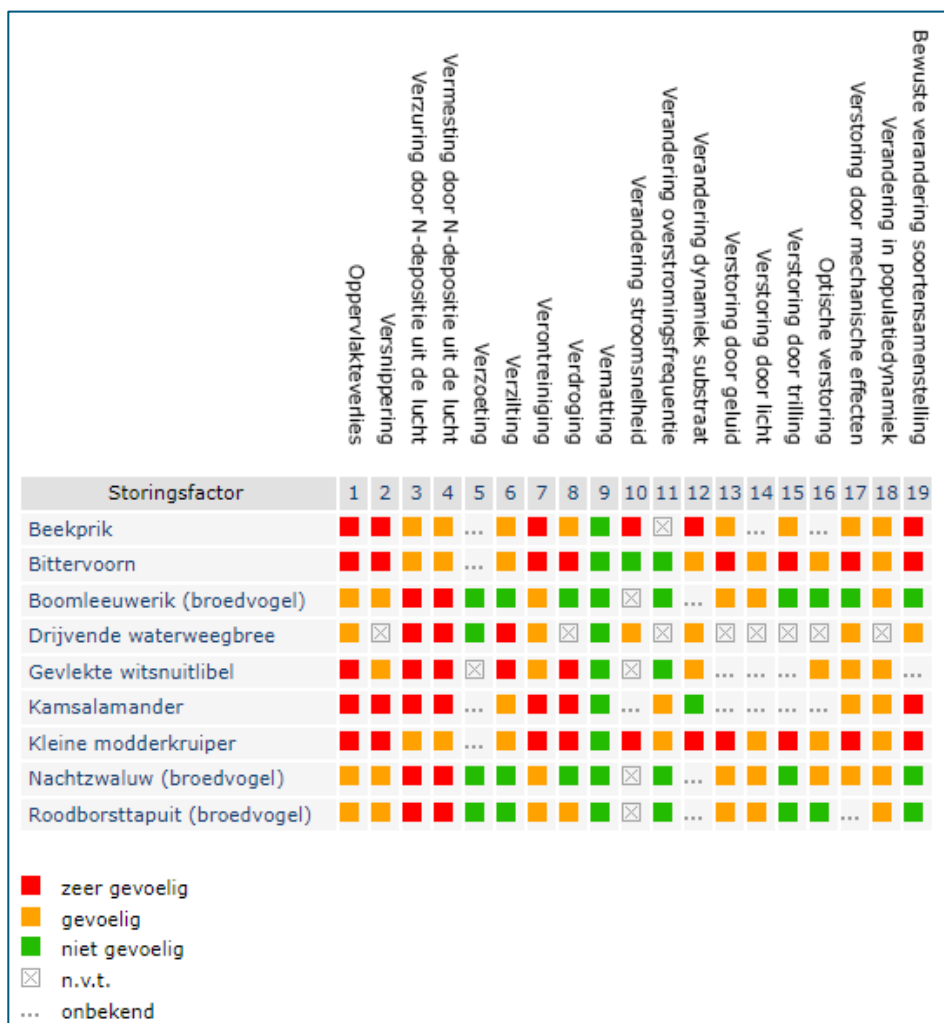 Oppervlakteverlies
Versnippering
Verzuring door N-depositie uit de lucht
Vermesting door N-depositie uit de lucht
Verzoeting
Verzilting
Verontreiniging
Verdroging
Vernatting
Verandering stroomsnelheid
Verandering overstromingsfrequentie
Verandering dynamiek substraat
Verstoring door geluid
Verstoring door licht
Verstoring door trilling
Optische verstoring
Verstoring door mechanische effecten
Verandering in populatiedynamiek
Bewuste verandering soortensamenstelling
Storingsfactor 1 2 3 4 5 6 7 8 9 10 11 12 13 14 15 16 17 18 19
Beekprik ... ... ...
Bittervoorn ...
Boomleeuwerik (broedvogel) ...
Drijvende waterweegbree
Gevlekte witsnuitlibel ... ... ... ...
Kamsalamander ... ... ... ... ... ...
Kleine modderkruiper ...
Nachtzwaluw (broedvogel) ...
Roodborsttapuit (broedvogel) ... ...
zeer gevoelig
gevoelig
niet gevoelig
n.v.t.
... onbekend